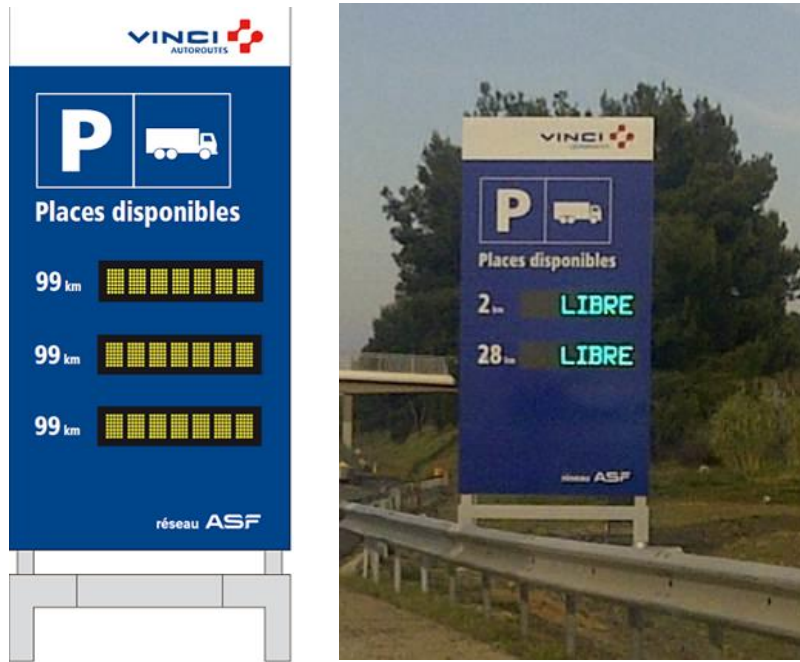 VINCI
AUTOROUTES
P
Places disponibles
99 km
99 km
99 km
réseau ASF
VINCI
P
Places disponibles
2 km LIBRE
28 km LIBRE
réseau ASF